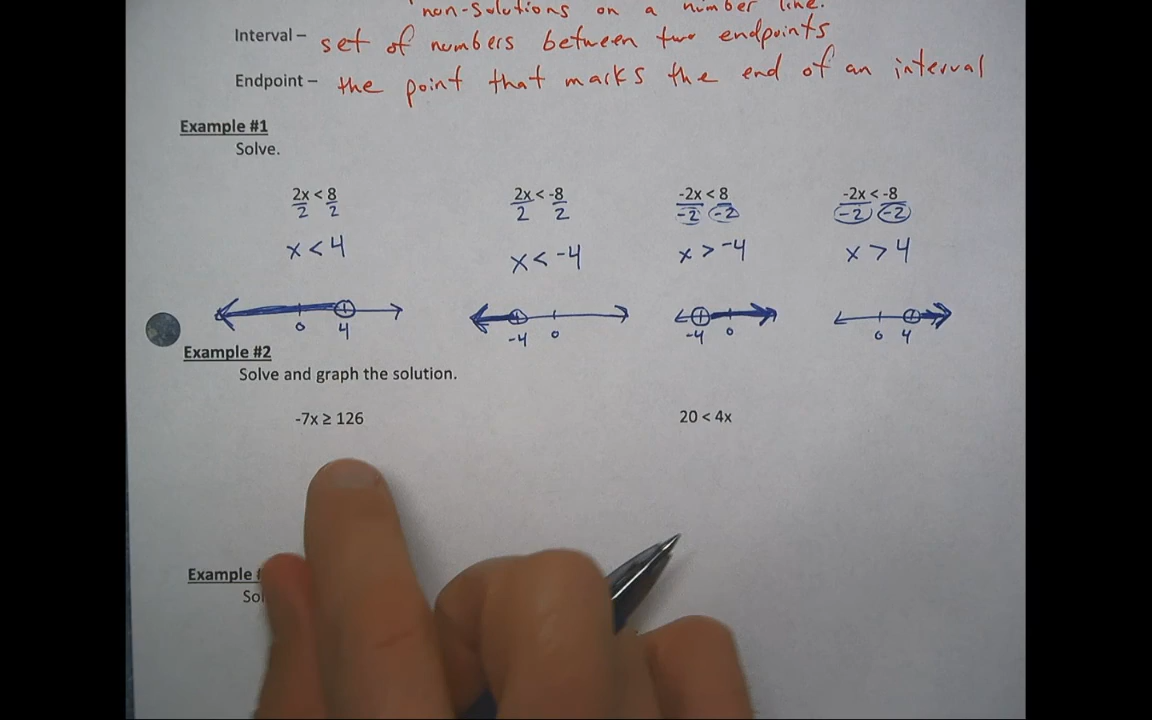 non-solutions on a number line.
Interval – set of numbers between two endpoints
Endpoint – the point that marks the end of an interval
Example #1
Solve.
2x < 8 2x < -8 -2x < 8 -2x < -8
2 2 2 2 -2 -2 -2 -2
x < 4 x < -4 x > -4 x > 4
0 4 -4 0 -4 0 0 4
Example #2
Solve and graph the solution.
-7x ≥ 126 20 < 4x
Example